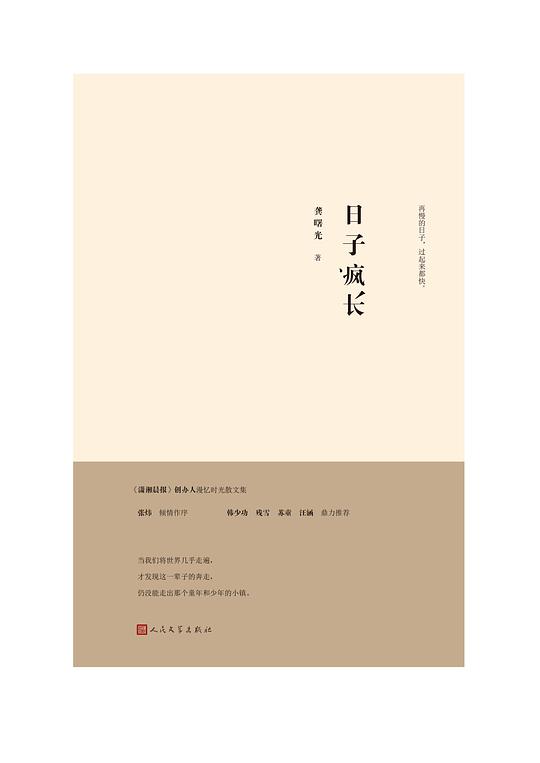 再慢的日子，过起来都快。
日子疯长
龚曙光 著
《潇湘晨报》创办人漫忆时光散文集
张炜 倾情作序 韩少功 残雪 苏童 汪涵 鼎力推荐
当我们将世界几乎走遍，
才发现这一辈子的奔走，
仍没能走出那个童年和少年的小镇。
人民文学出版社